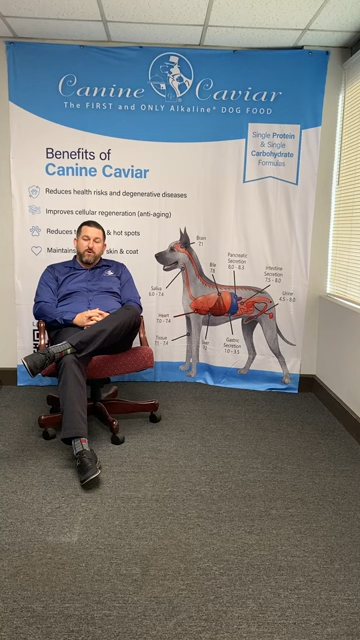 Canine Caviar
The FIRST and ONLY Alkaline® DOG FOOD
Single Protein
& Single
Carbohydrate
Formulas
Benefits of
Canine Caviar
Reduces health risks and degenerative diseases
Improves cellular regeneration (anti-aging)
Reduces & hot spots
Maintains skin & coat
Brain
7.1
Pancreatic
Secretion
8.0 - 8.3
Bile
7.8
Intestine
Secretion
7.5 - 8.0
Saliva
6.0 - 7.4
Urine
4.5 - 8.0
Heart
7.0 - 7.4
Tissue
Gastric
Secretion
1.0 - 3.5